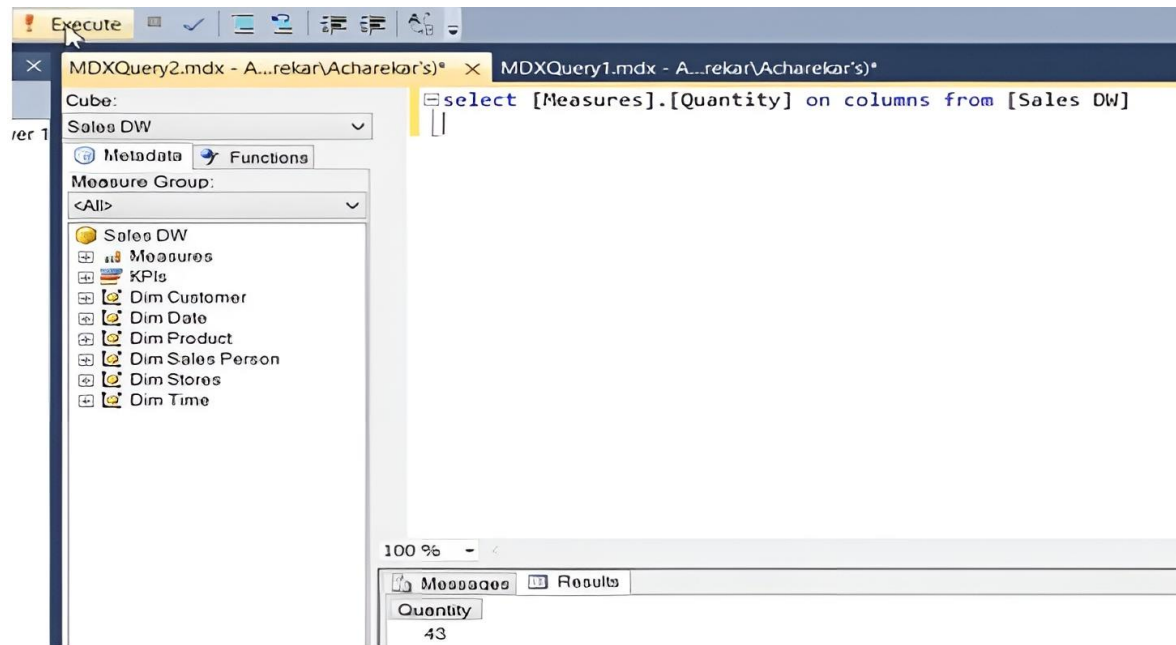 Execute
MDXQuery2.mdx - A...rekar\Acharekar's)* MDXQuery1.mdx - A...rekar\Acharekar's)*
Cube:
Sales DW
Metadata Functions
Measure Group:
<All>
Sales DW
Measures
KPIs
Dim Customer
Dim Date
Dim Product
Dim Sales Person
Dim Stores
Dim Time
select [Measures].[Quantity] on columns from [Sales DW]
100 %
Messages Results
Quantity
43